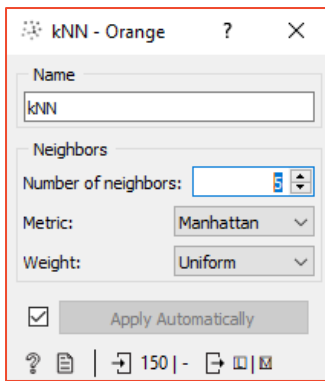 kNN - Orange ? ×
Name
kNN
Neighbors
Number of neighbors: 5
Metric: Manhattan
Weight: Uniform
Apply Automatically
? 150 | - L | M